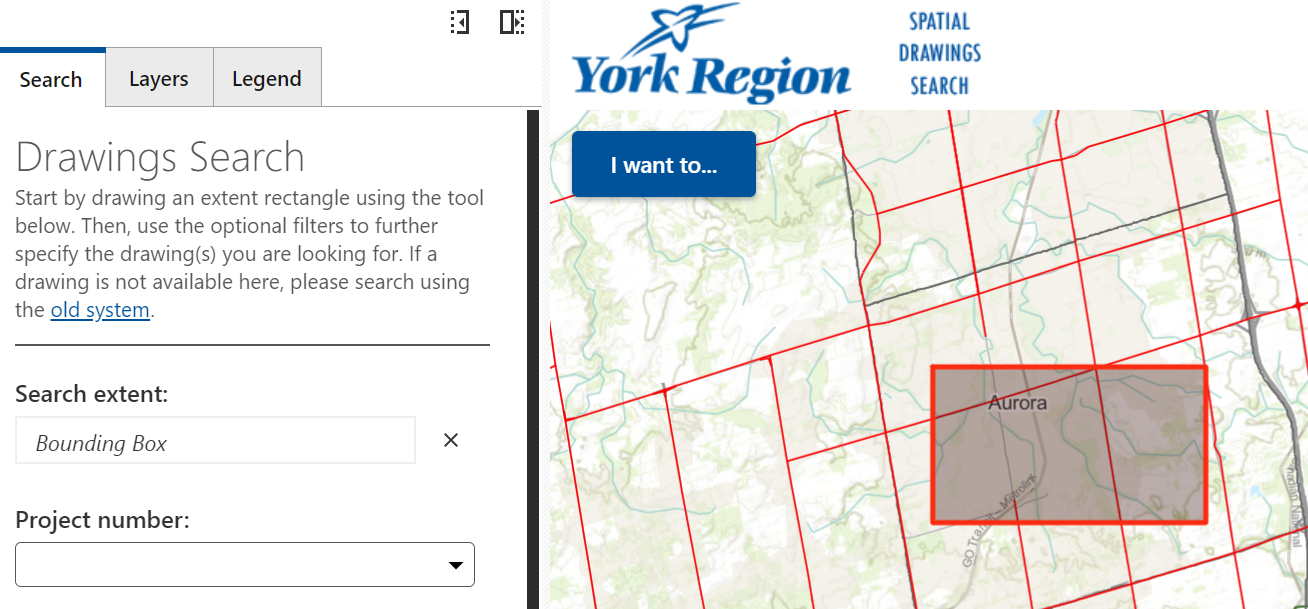 Search
Layers
Legend
Drawings Search
Start by drawing an extent rectangle using the tool
below. Then, use the optional filters to further
specify the drawing(s) you are looking for. If a
drawing is not available here, please search using
the old system.
Search extent:
Bounding Box
Project number:
York Region
SPATIAL
DRAWINGS
SEARCH
I want to...
Aurora
GO Transit - Metrolinx
National